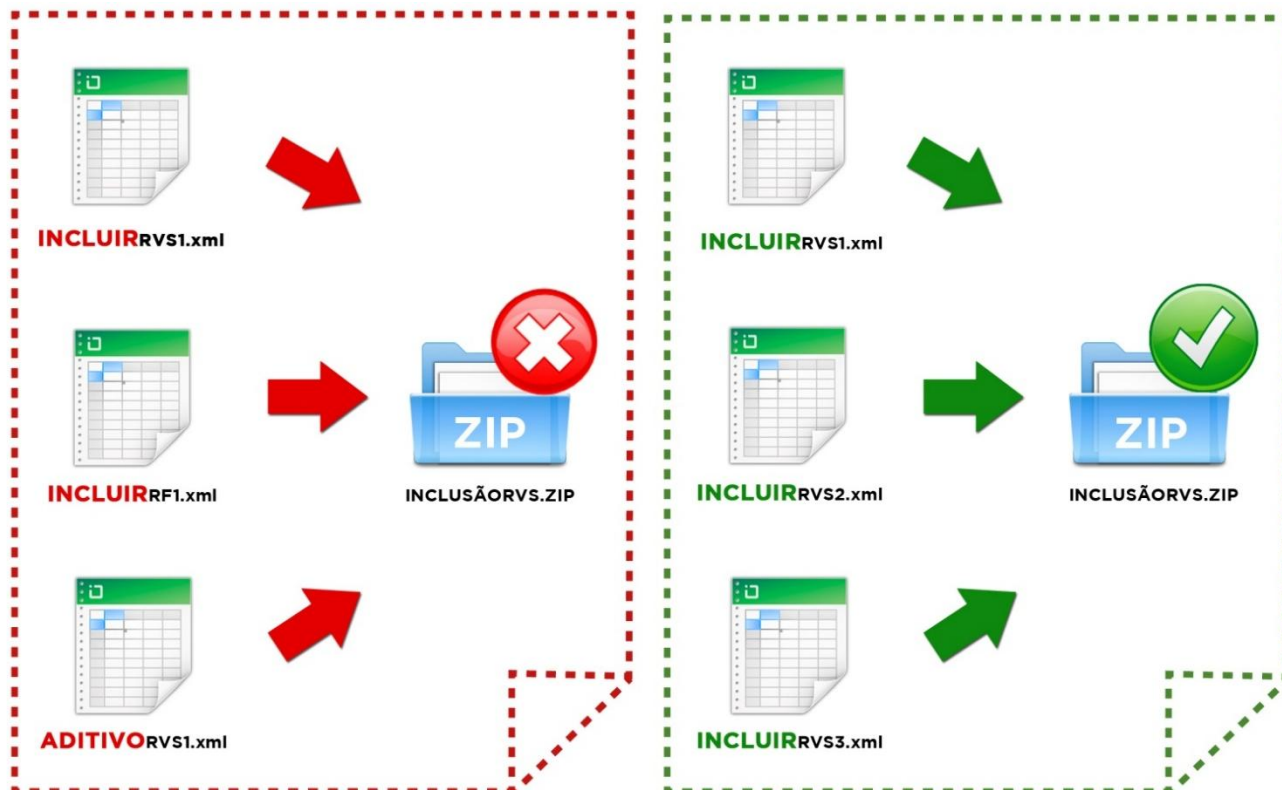 INCLUIRRVS1.xml
INCLUIRRF1.xml
ADITIVORVS1.xml
ZIP
INCLUSÃORVS.ZIP
INCLUIRRVS1.xml
INCLUIRRVS2.xml
INCLUIRRVS3.xml
ZIP
INCLUSÃORVS.ZIP